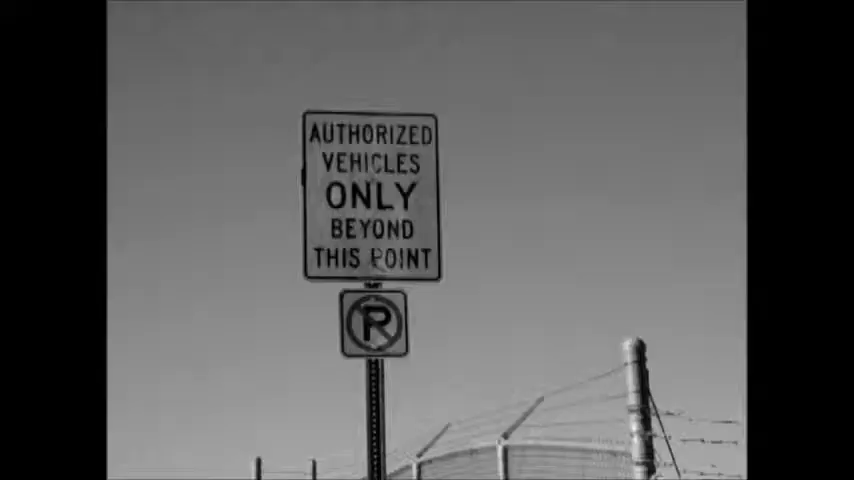 AUTHORIZED
VEHICLES
ONLY
BEYOND
THIS POINT
P